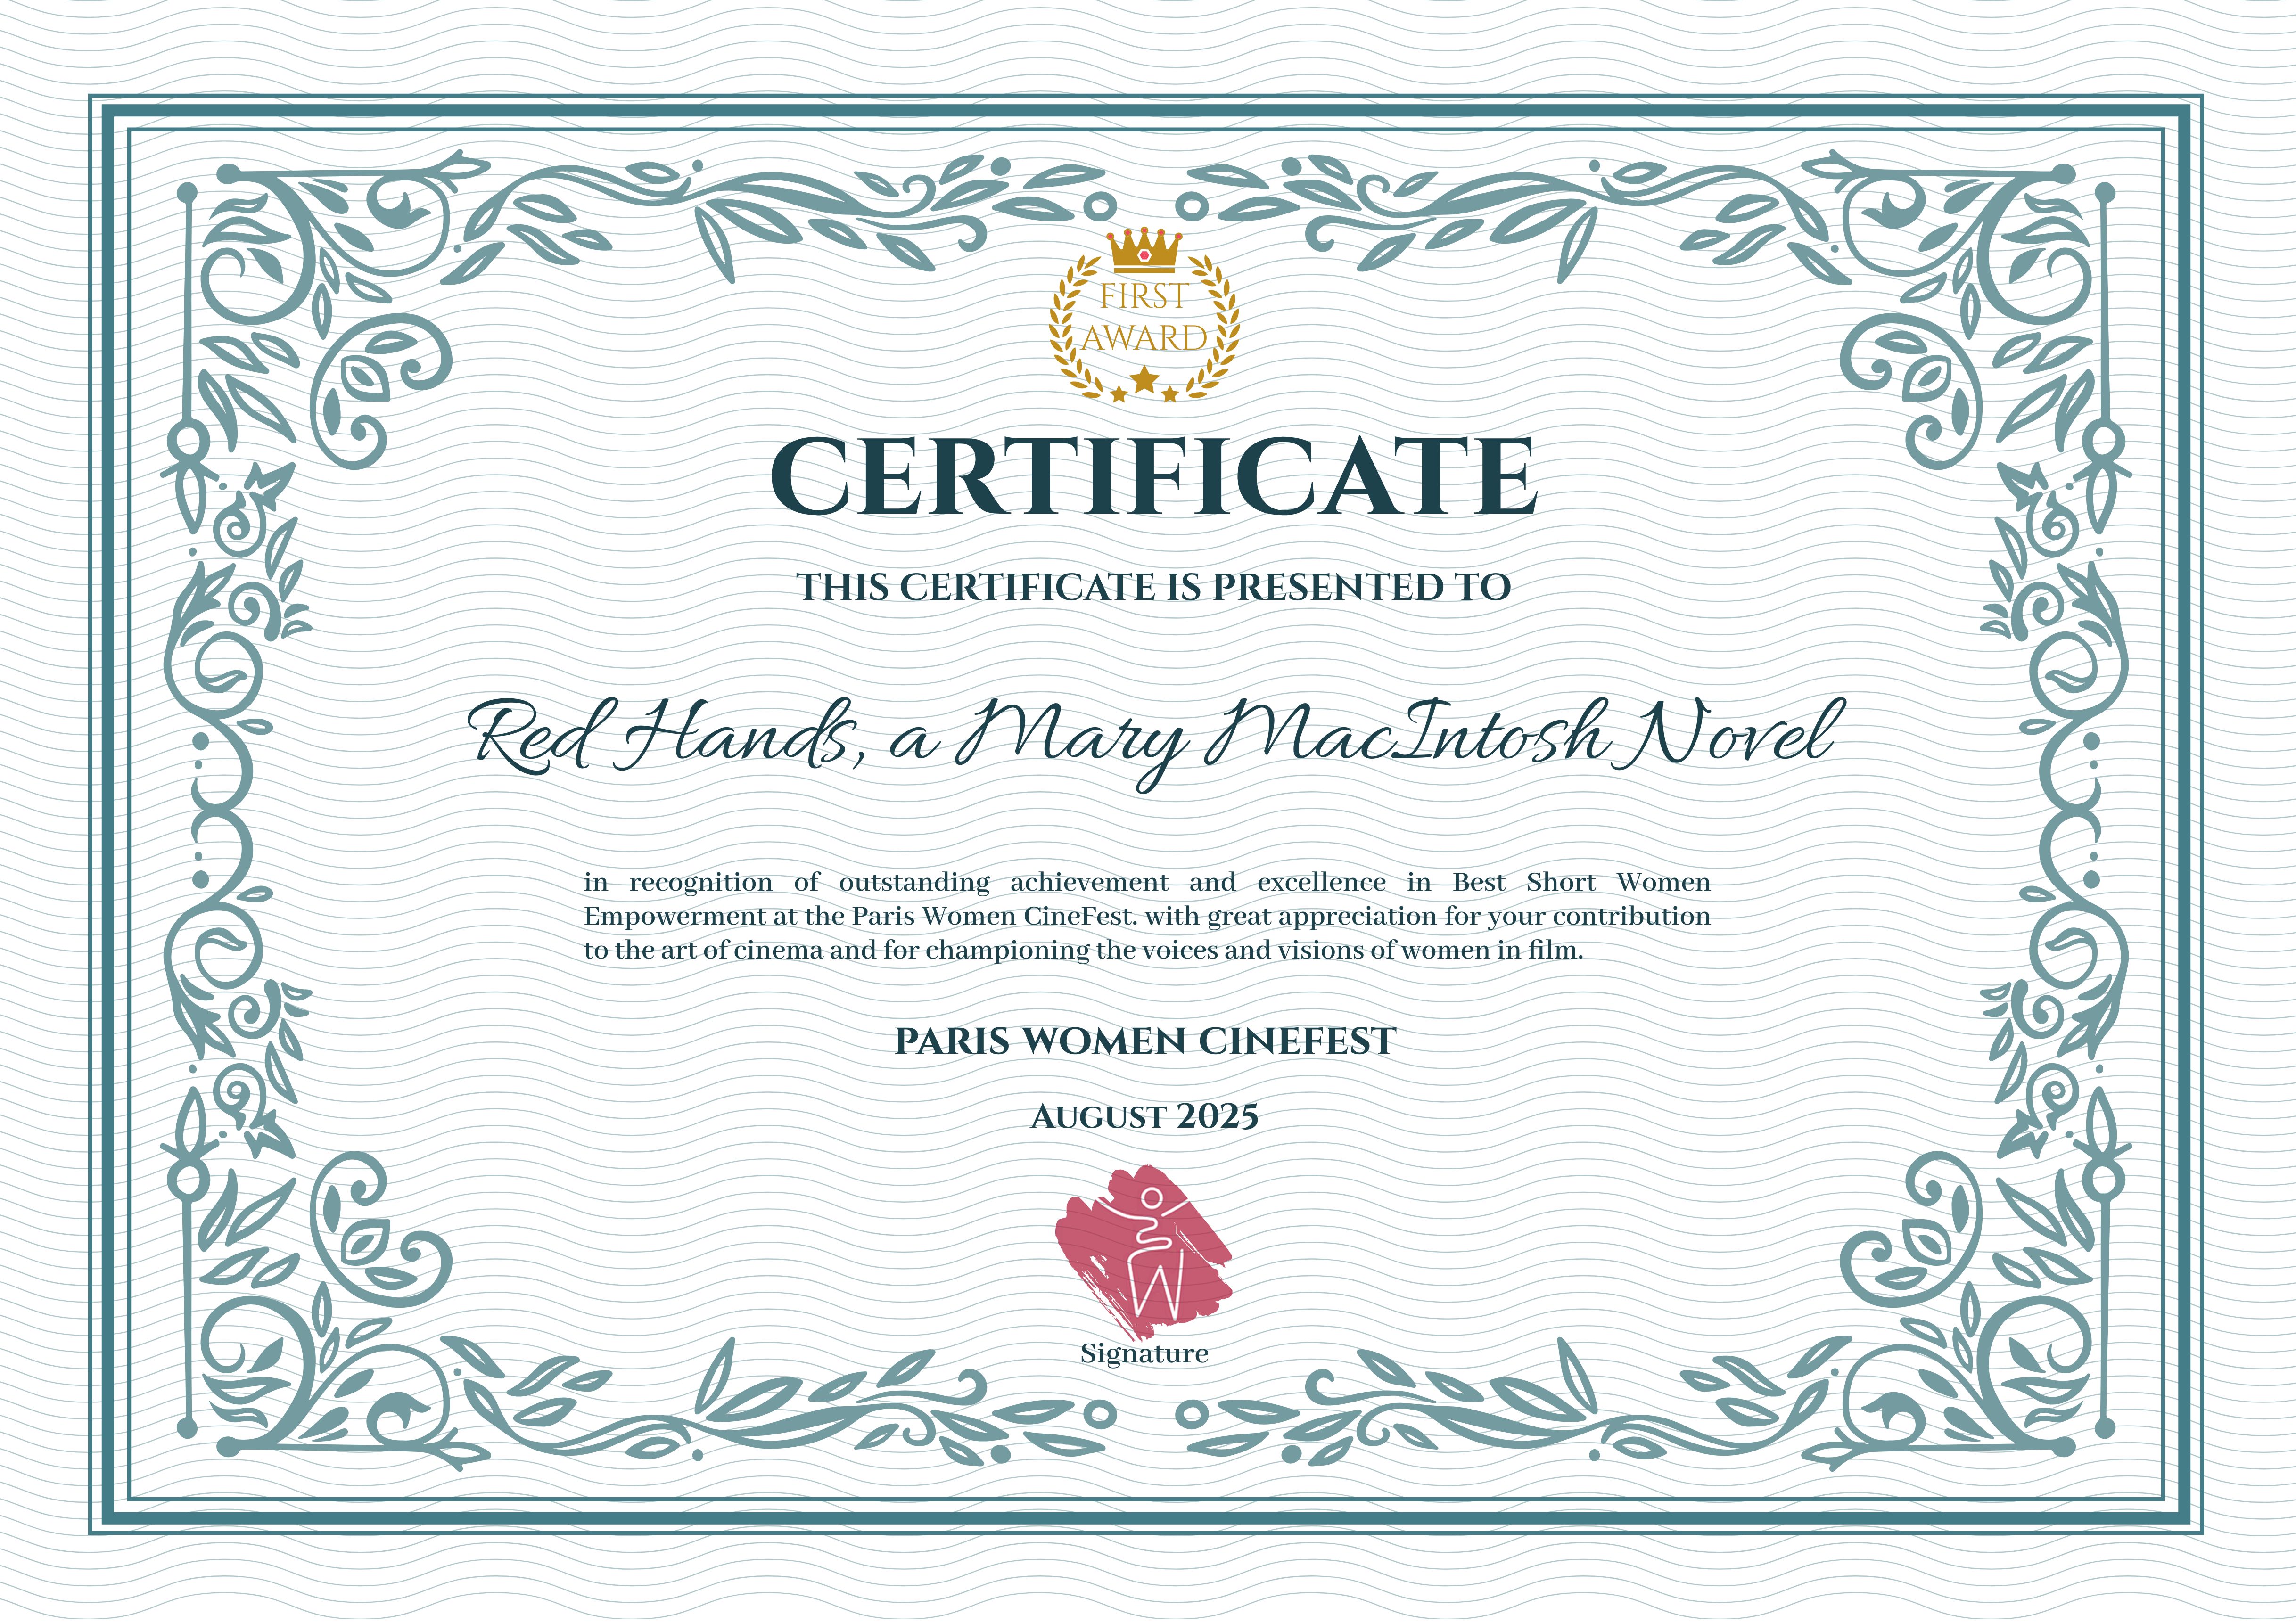 FIRST
AWARD
CERTIFICATE
THIS CERTIFICATE IS PRESENTED TO
Red Hands, a Mary MacIntosh Novel
in recognition of outstanding achievement and excellence in Best Short Women
Empowerment at the Paris Women CineFest. with great appreciation for your contribution
to the art of cinema and for championing the voices and visions of women in film.
PARIS WOMEN CINEFEST
AUGUST 2025
W
Signature